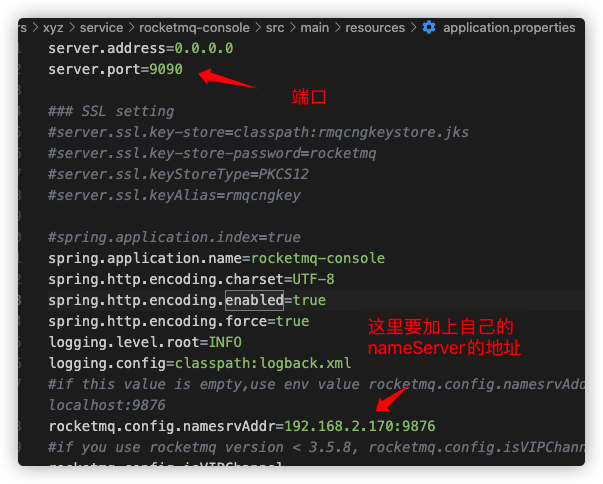 rs › xyz › service › rocketmq-console › src › main › resources › application.properties
server.address=0.0.0.0
server.port=9090
端口
### SSL setting
#server.ssl.key-store=classpath:rmqcngkeystore.jks
#server.ssl.key-store-password=rocketmq
#server.ssl.keyStoreType=PKCS12
#server.ssl.keyAlias=rmqcngkey
#spring.application.index=true
spring.application.name=rocketmq-console
spring.http.encoding.charset=UTF-8
spring.http.encoding.enabled=true
spring.http.encoding.force=true
这里要加上自己的
nameServer的地址
logging.level.root=INFO
logging.config=classpath:logback.xml
#if this value is empty,use env value rocketmq.config.namesrvAdd
localhost:9876
rocketmq.config.namesrvAddr=192.168.2.170:9876
#if you use rocketmq version < 3.5.8, rocketmq.config.isVIPChann
rocketmq.config.isVIPChannel